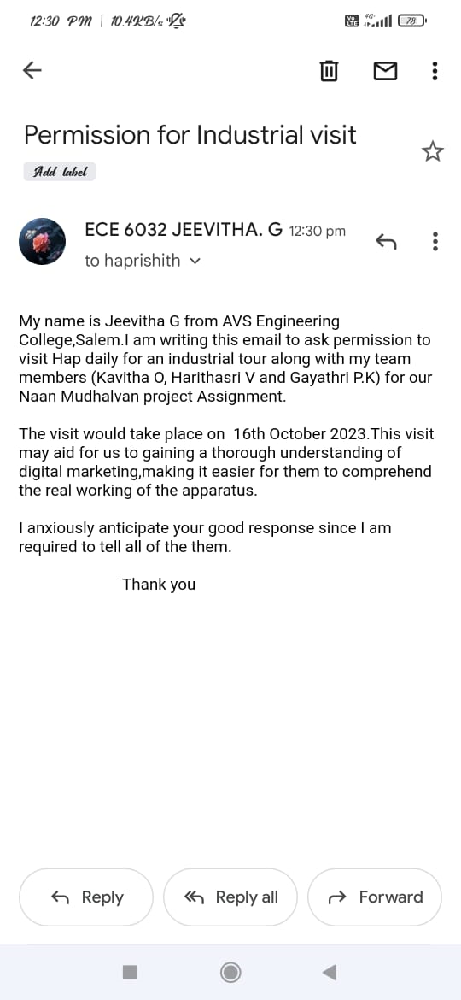 12:30 PM | 10.4KB/s
Vo LTE 4G 78
Permission for Industrial visit
Add label
ECE 6032 JEEVITHA. G 12:30 pm
to haprishith
My name is Jeevitha G from AVS Engineering
College,Salem.I am writing this email to ask permission to
visit Hap daily for an industrial tour along with my team
members (Kavitha O, Harithasri V and Gayathri P.K) for our
Naan Mudhalvan project Assignment.
The visit would take place on  16th October 2023.This visit
may aid for us to gaining a thorough understanding of
digital marketing,making it easier for them to comprehend
the real working of the apparatus.
I anxiously anticipate your good response since I am
required to tell all of the them.
Thank you
Reply
Reply all
Forward